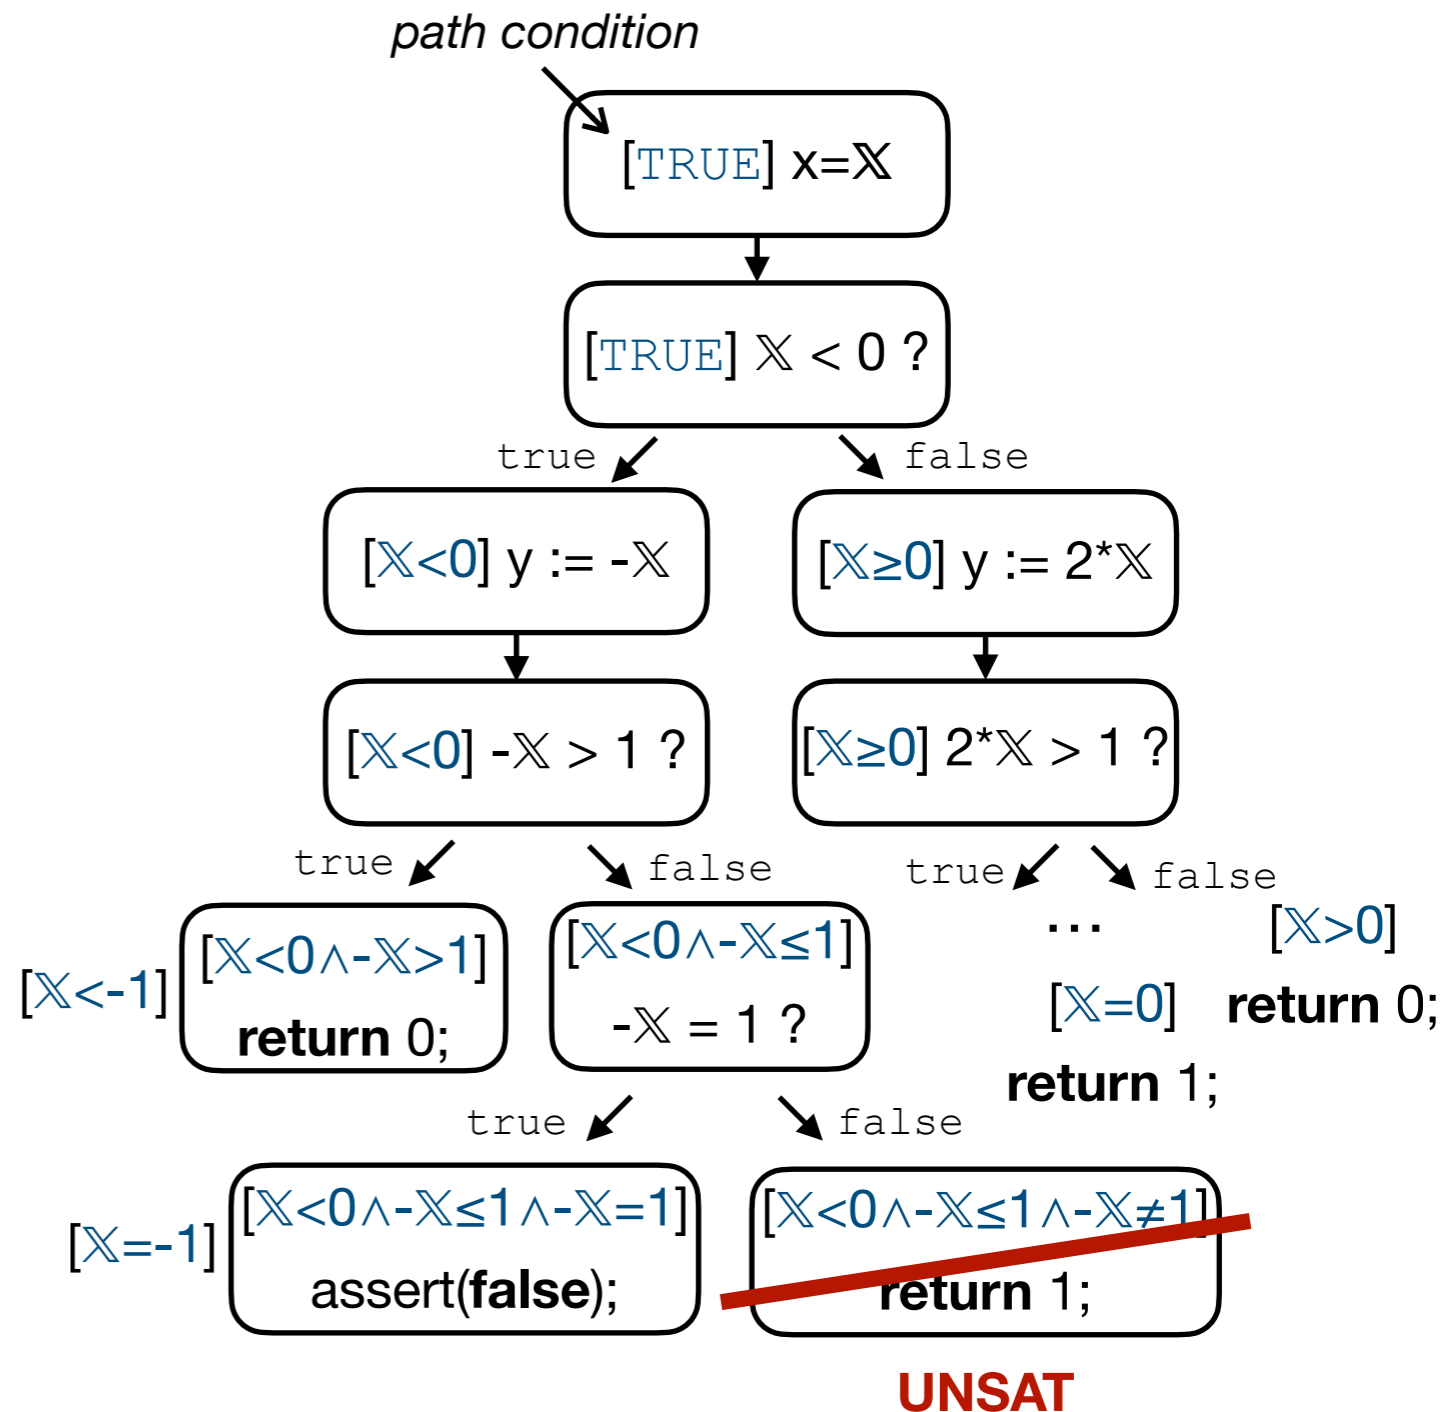 path condition
[TRUE] x=𝕏
[TRUE] 𝕏 < 0 ?
true
false
[𝕏<0] y := -𝕏
[𝕏≥0] y := 2*𝕏
[𝕏<0] -𝕏 > 1 ?
[𝕏≥0] 2*𝕏 > 1 ?
true
false
true
false
[𝕏<-1]
[𝕏<0∧-𝕏>1]
return 0;
[𝕏<0∧-𝕏≤1]
-𝕏 = 1 ?
...
[𝕏=0]
return 1;
[𝕏>0]
return 0;
true
false
[𝕏=-1]
[𝕏<0∧-𝕏≤1∧-𝕏=1]
assert(false);
[𝕏<0∧-𝕏≤1∧-𝕏≠1]
return 1;
UNSAT